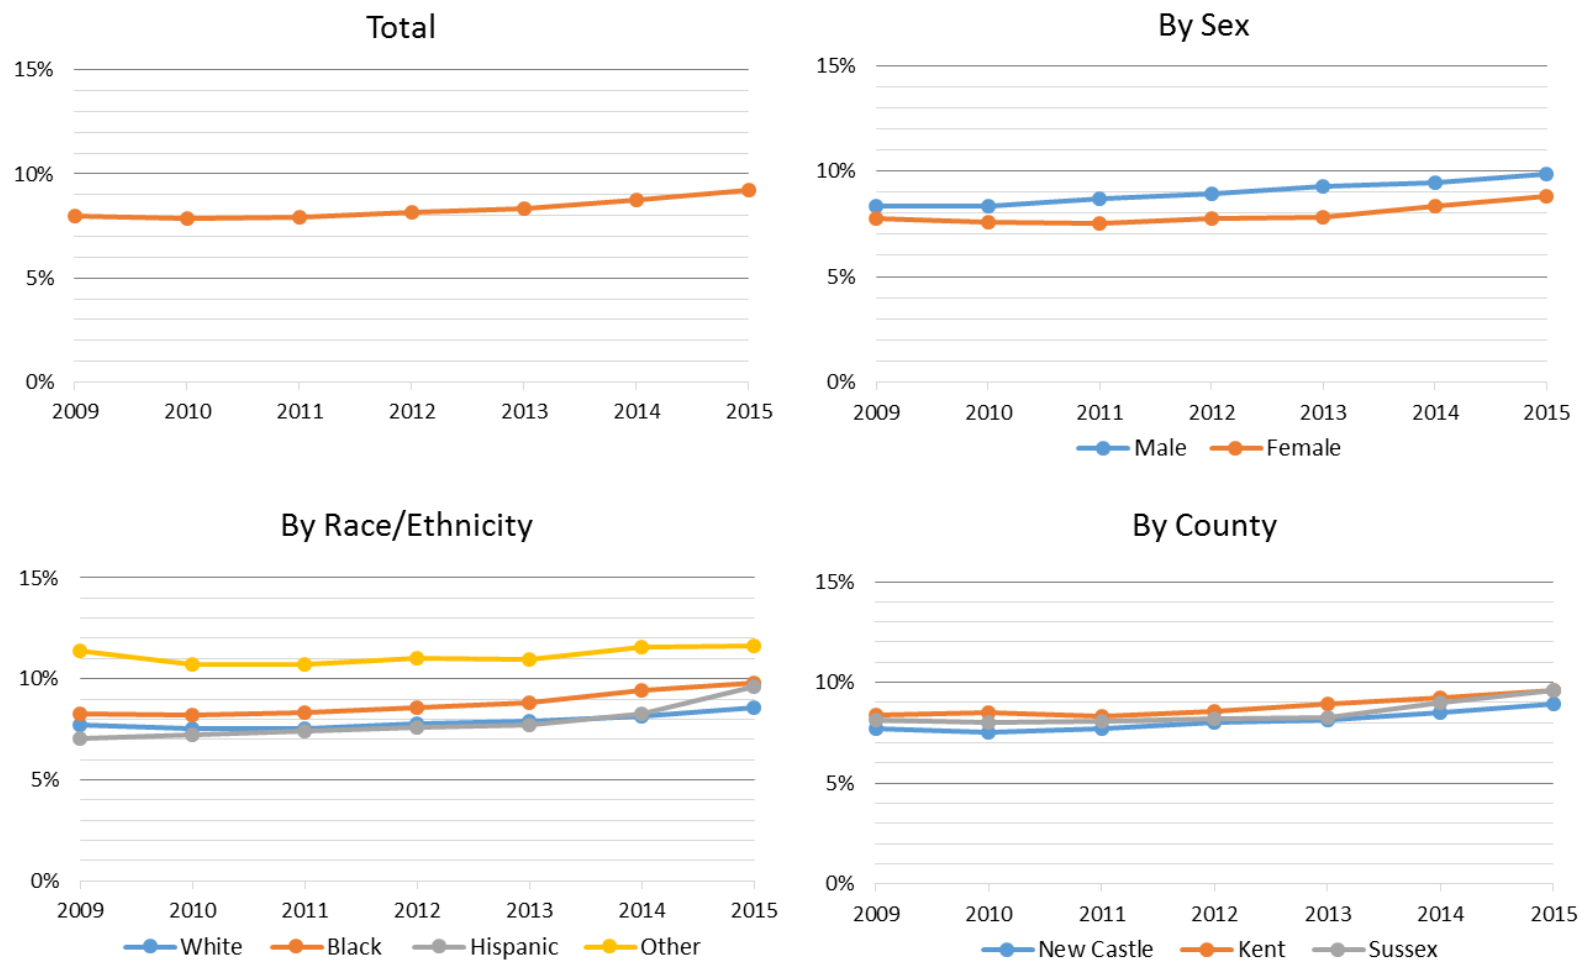 Total
15%
10%
5%
0%
2009 2010 2011 2012 2013 2014 2015
By Sex
15%
10%
5%
0%
2009 2010 2011 2012 2013 2014 2015
Male Female
By Race/Ethnicity
15%
10%
5%
0%
2009 2010 2011 2012 2013 2014 2015
White Black Hispanic Other
By County
15%
10%
5%
0%
2009 2010 2011 2012 2013 2014 2015
New Castle Kent Sussex